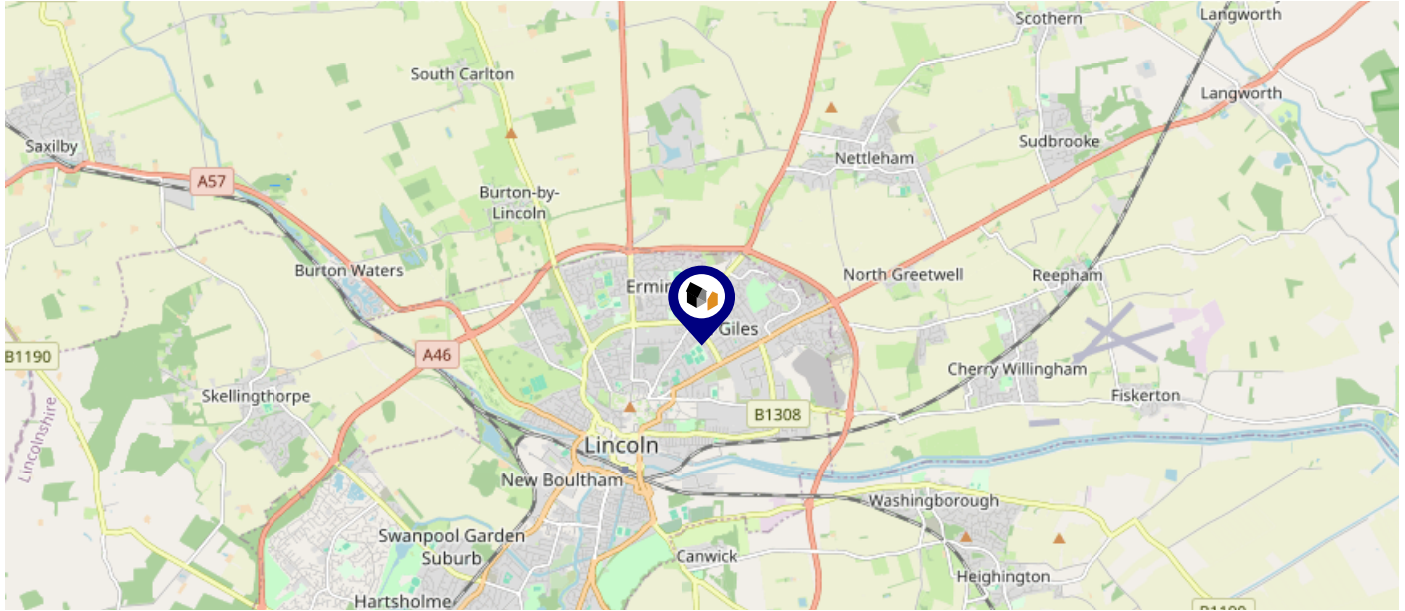 Scothern
Langworth
South Carlton
Langworth
Saxilby
Sudbrooke
Nettleham
A57
Burton-by-
Lincoln
Burton Waters
North Greetwell
Reepham
Giles
B1190
A46
Skellingthorpe
Cherry Willingham
Fiskerton
Lincolnshire
B1308
Lincoln
New Boultham
Washingborough
Swanpool Garden
Suburb
Canwick
Heighington
Hartsholme